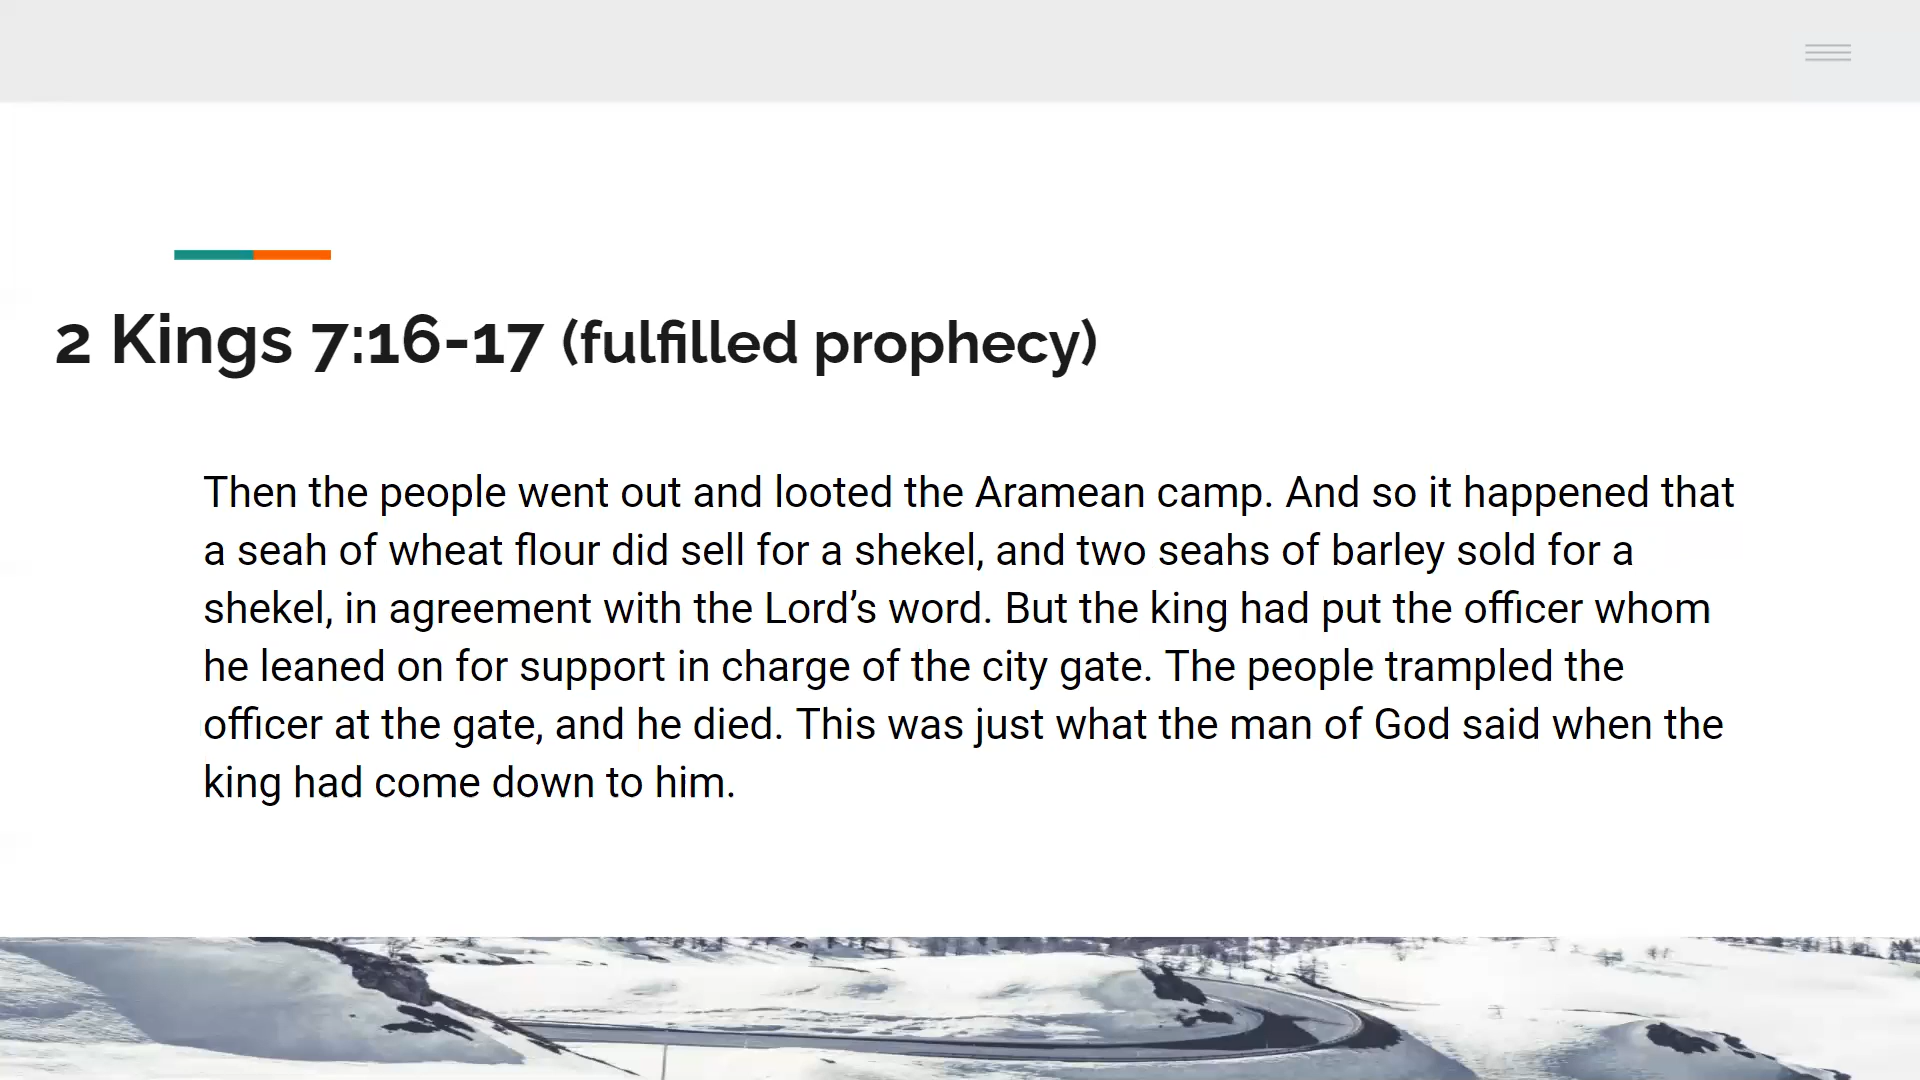 2 Kings 7:16-17 (fulfilled prophecy)
Then the people went out and looted the Aramean camp. And so it happened that
a seah of wheat flour did sell for a shekel, and two seahs of barley sold for a
shekel, in agreement with the Lord’s word. But the king had put the officer whom
he leaned on for support in charge of the city gate. The people trampled the
officer at the gate, and he died. This was just what the man of God said when the
king had come down to him.